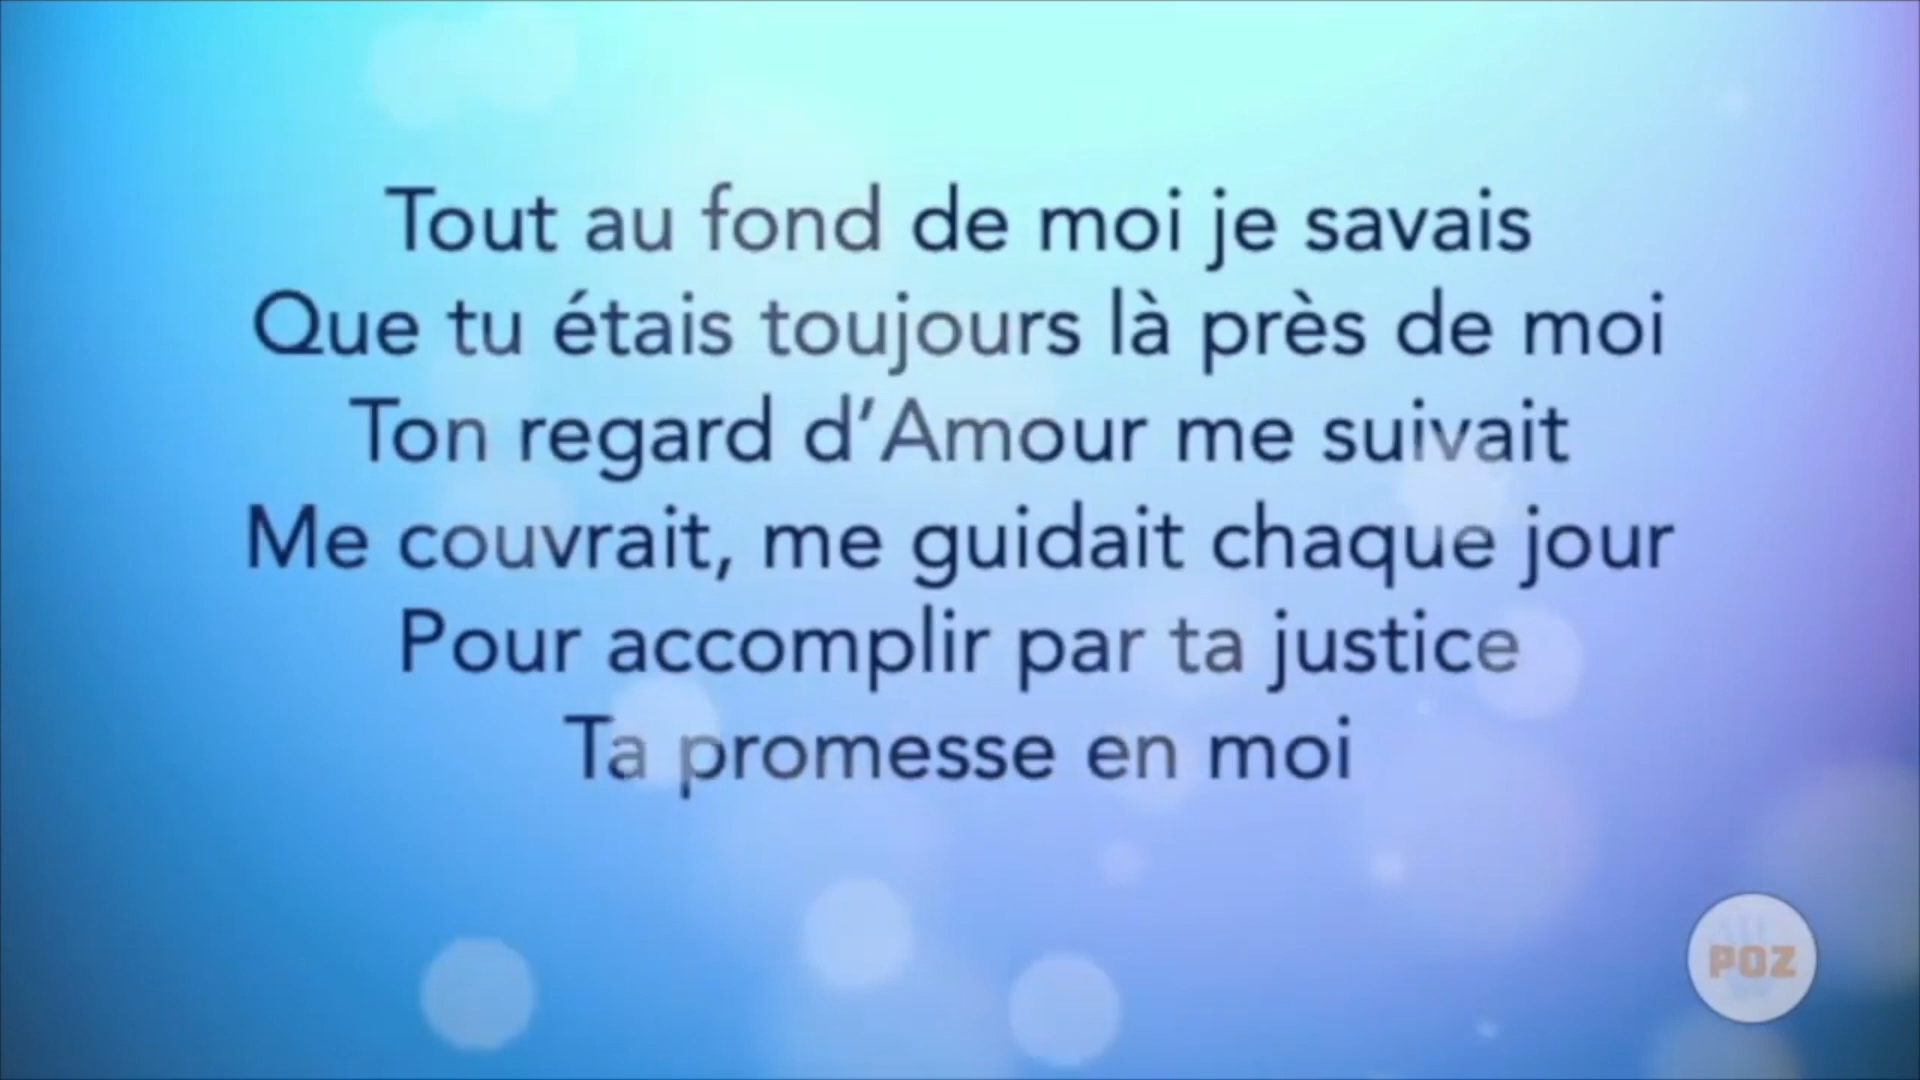 Tout au fond de moi je savais
Que tu étais toujours là près de moi
Ton regard d’Amour me suivait
Me couvrait, me guidait chaque jour
Pour accomplir par ta justice
Ta promesse en moi
POZ